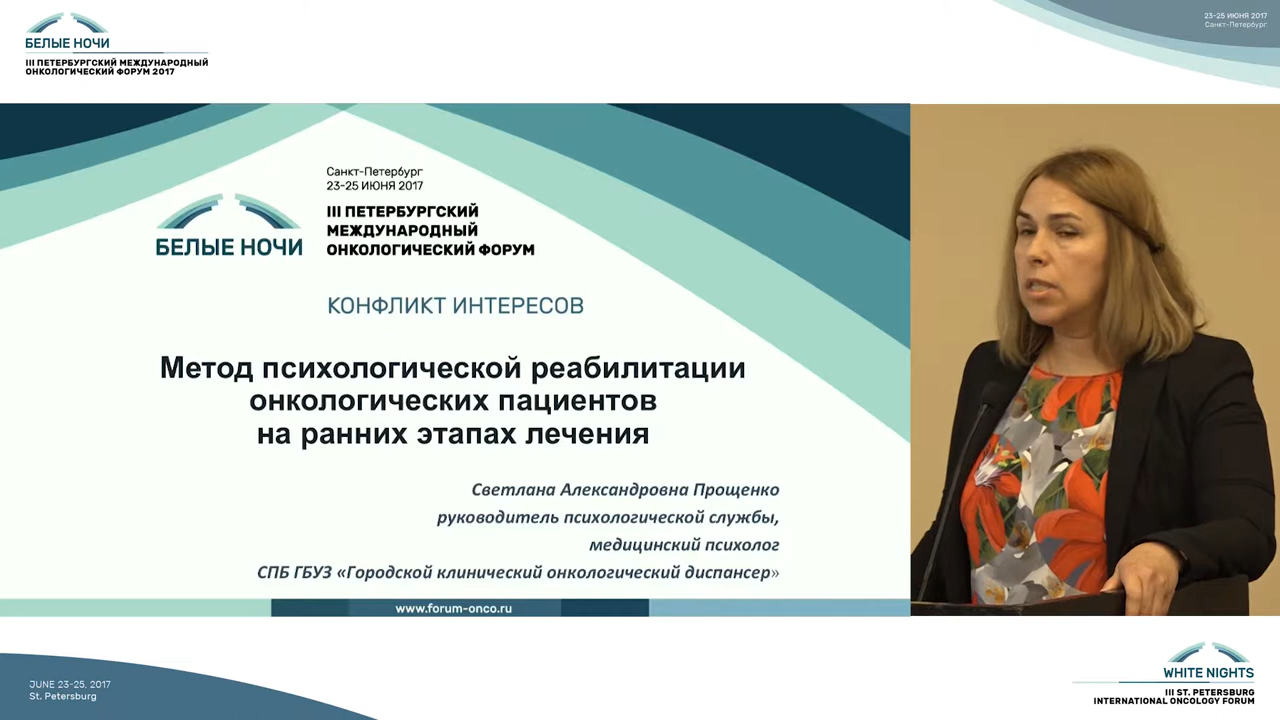 БЕЛЫЕ НОЧИ
III ПЕТЕРБУРГСКИЙ МЕЖДУНАРОДНЫЙ
ОНКОЛОГИЧЕСКИЙ ФОРУМ 2017
23-25 ИЮНЯ 2017
Санкт-Петербург
Санкт-Петербург
23-25 ИЮНЯ 2017
БЕЛЫЕ НОЧИ
III ПЕТЕРБУРГСКИЙ
МЕЖДУНАРОДНЫЙ
ОНКОЛОГИЧЕСКИЙ ФОРУМ
КОНФЛИКТ ИНТЕРЕСОВ
Метод психологической реабилитации
онкологических пациентов
на ранних этапах лечения
Светлана Александровна Прощенко
руководитель психологической службы,
медицинский психолог
СПБ ГБУЗ «Городской клинический онкологический диспансер»
www.forum-onco.ru
JUNE 23-25, 2017
St. Petersburg
WHITE NIGHTS
III ST. PETERSBURG
INTERNATIONAL ONCOLOGY FORUM